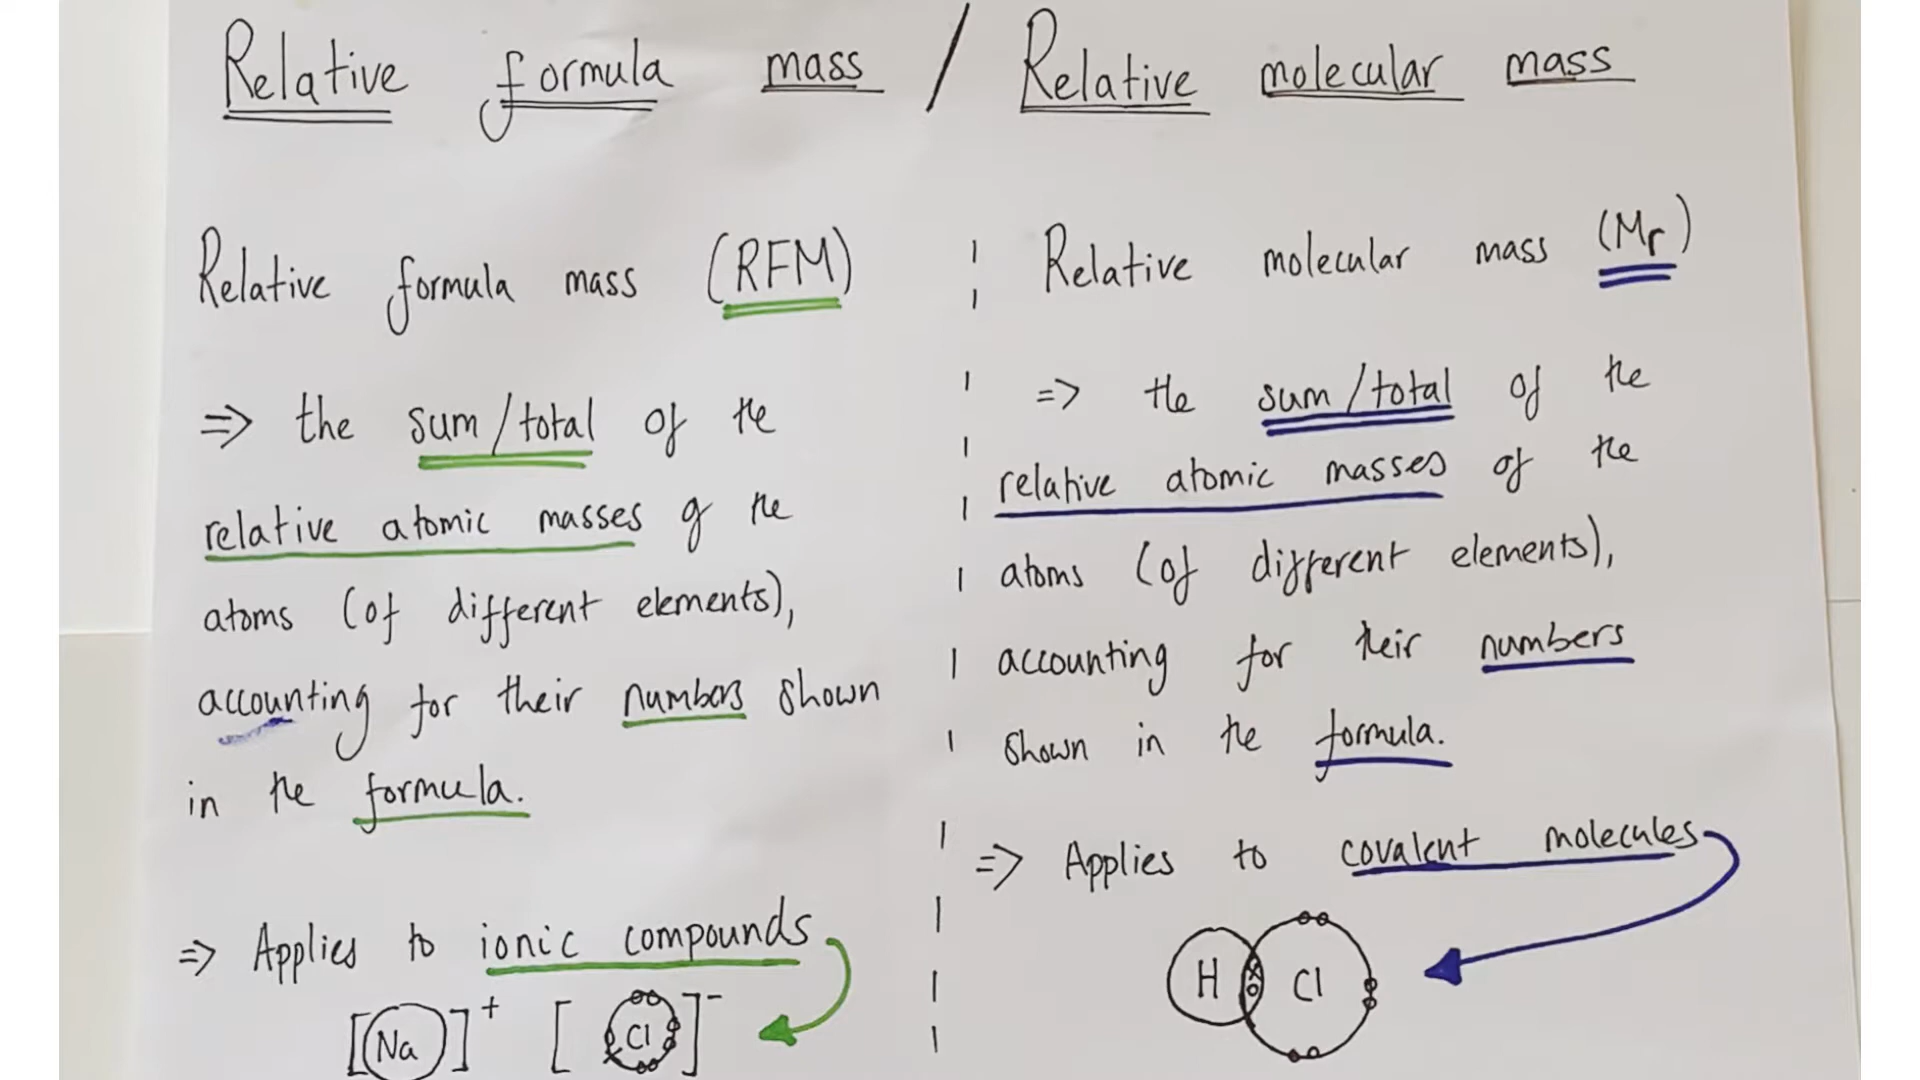 Relative formula mass / Relative molecular mass
Relative formula mass (RFM)
=> the sum/total of the
relative atomic masses of the
atoms (of different elements),
accounting for their numbers shown
in the formula.
=> Applies to ionic compounds
[Na]+ [Cl]-
Relative molecular mass (Mr)
=> the sum/total of the
relative atomic masses of the
atoms (of different elements),
accounting for their numbers
shown in the formula.
=> Applies to covalent molecules
H Cl